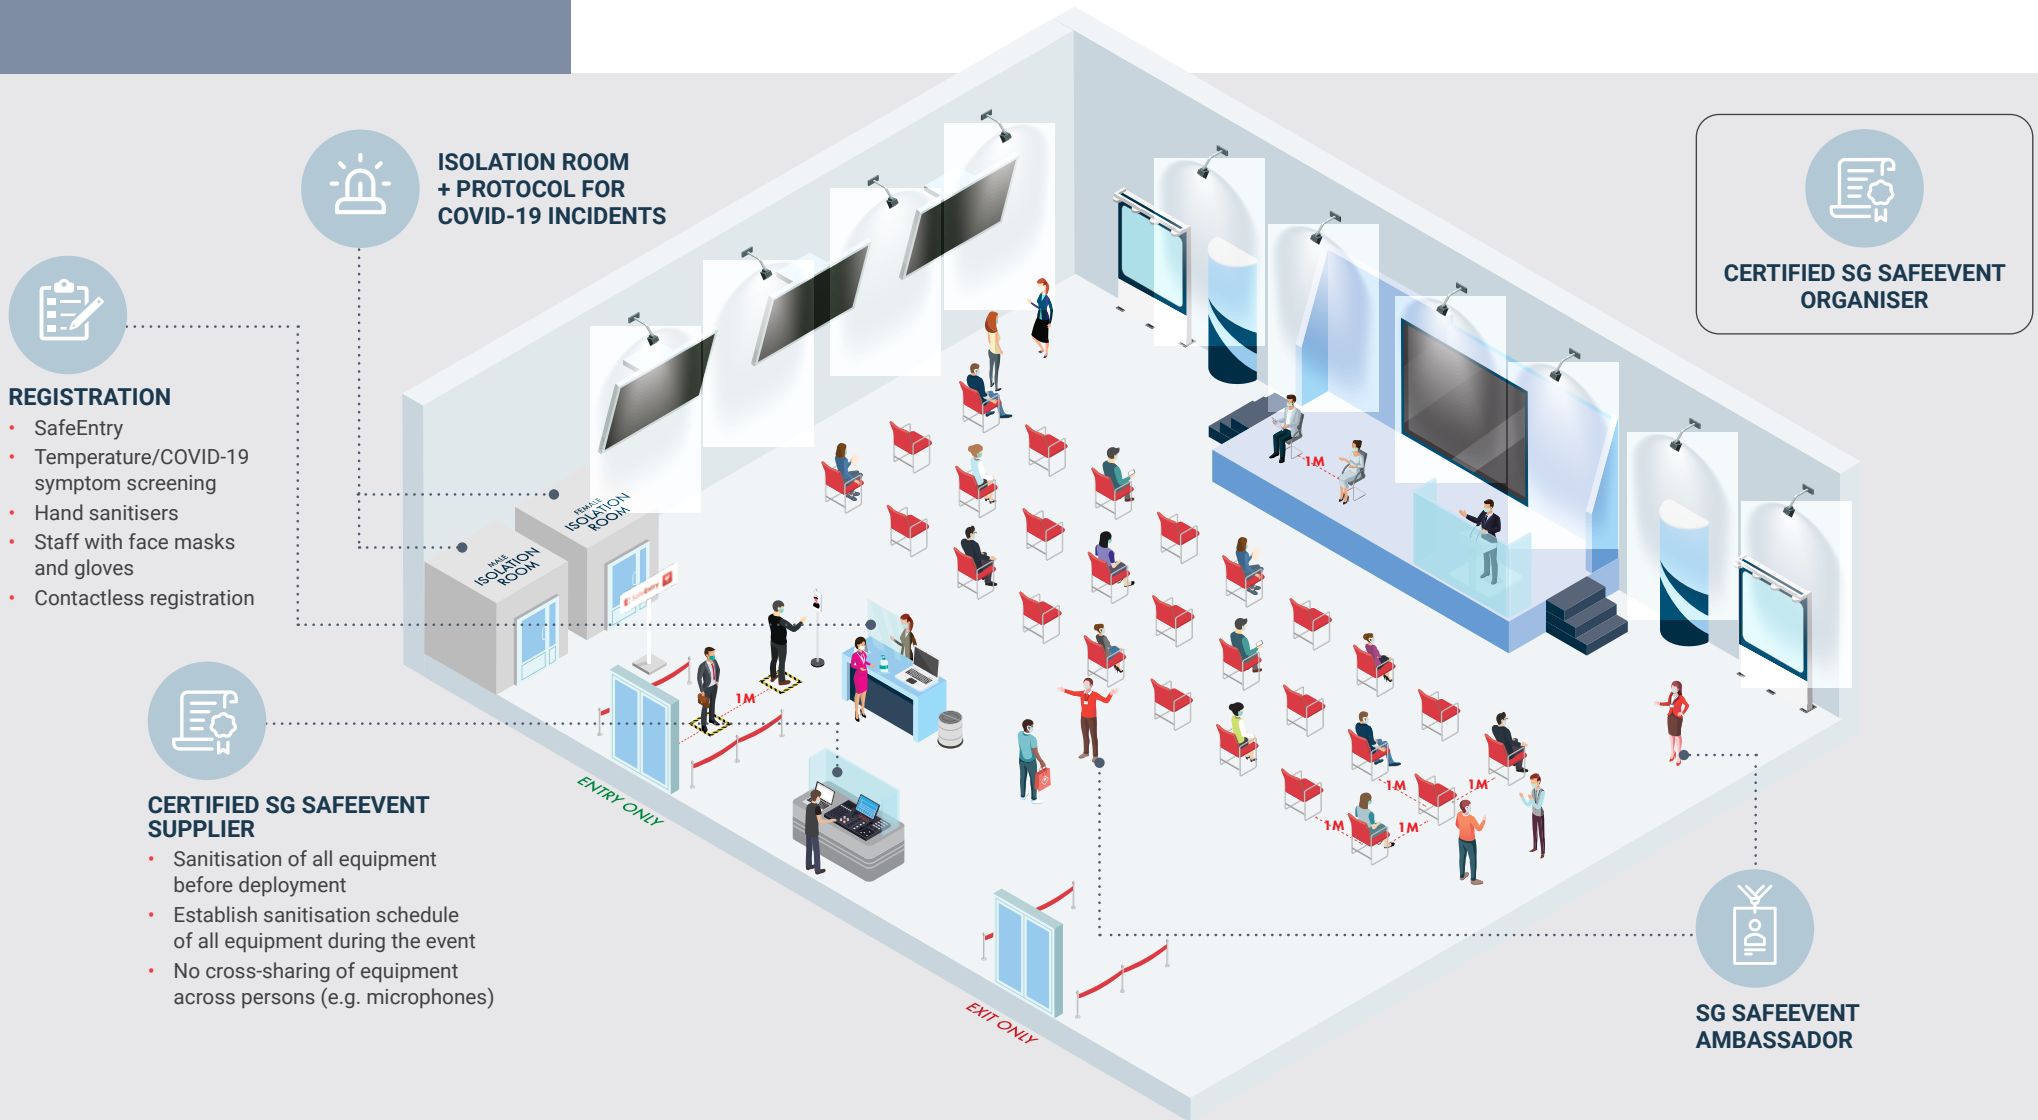 ISOLATION ROOM
+ PROTOCOL FOR
COVID-19 INCIDENTS
CERTIFIED SG SAFEEVENT
ORGANISER
REGISTRATION
• SafeEntry
• Temperature/COVID-19
symptom screening
• Hand sanitisers
• Staff with face masks
and gloves
• Contactless registration
FEMALE
ISOLATION
ROOM
MALE
ISOLATION
ROOM
SafeEntry
1M
1M
ENTRY ONLY
CERTIFIED SG SAFEEVENT
SUPPLIER
• Sanitisation of all equipment
before deployment
• Establish sanitisation schedule
of all equipment during the event
• No cross-sharing of equipment
across persons (e.g. microphones)
1M
1M
1M
1M
EXIT ONLY
SG SAFEEVENT
AMBASSADOR